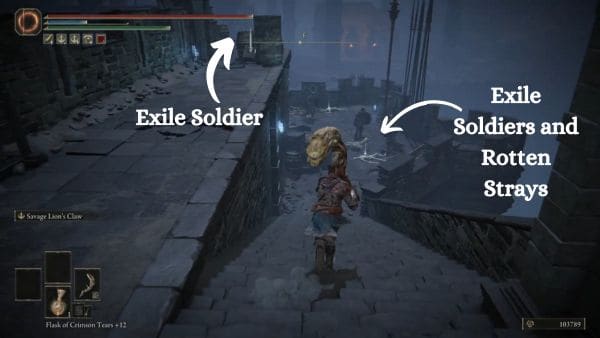 Exile Soldier
Exile
Soldiers and
Rotten
Strays
Savage Lion's Claw
Flask of Crimson Tears +12
103789